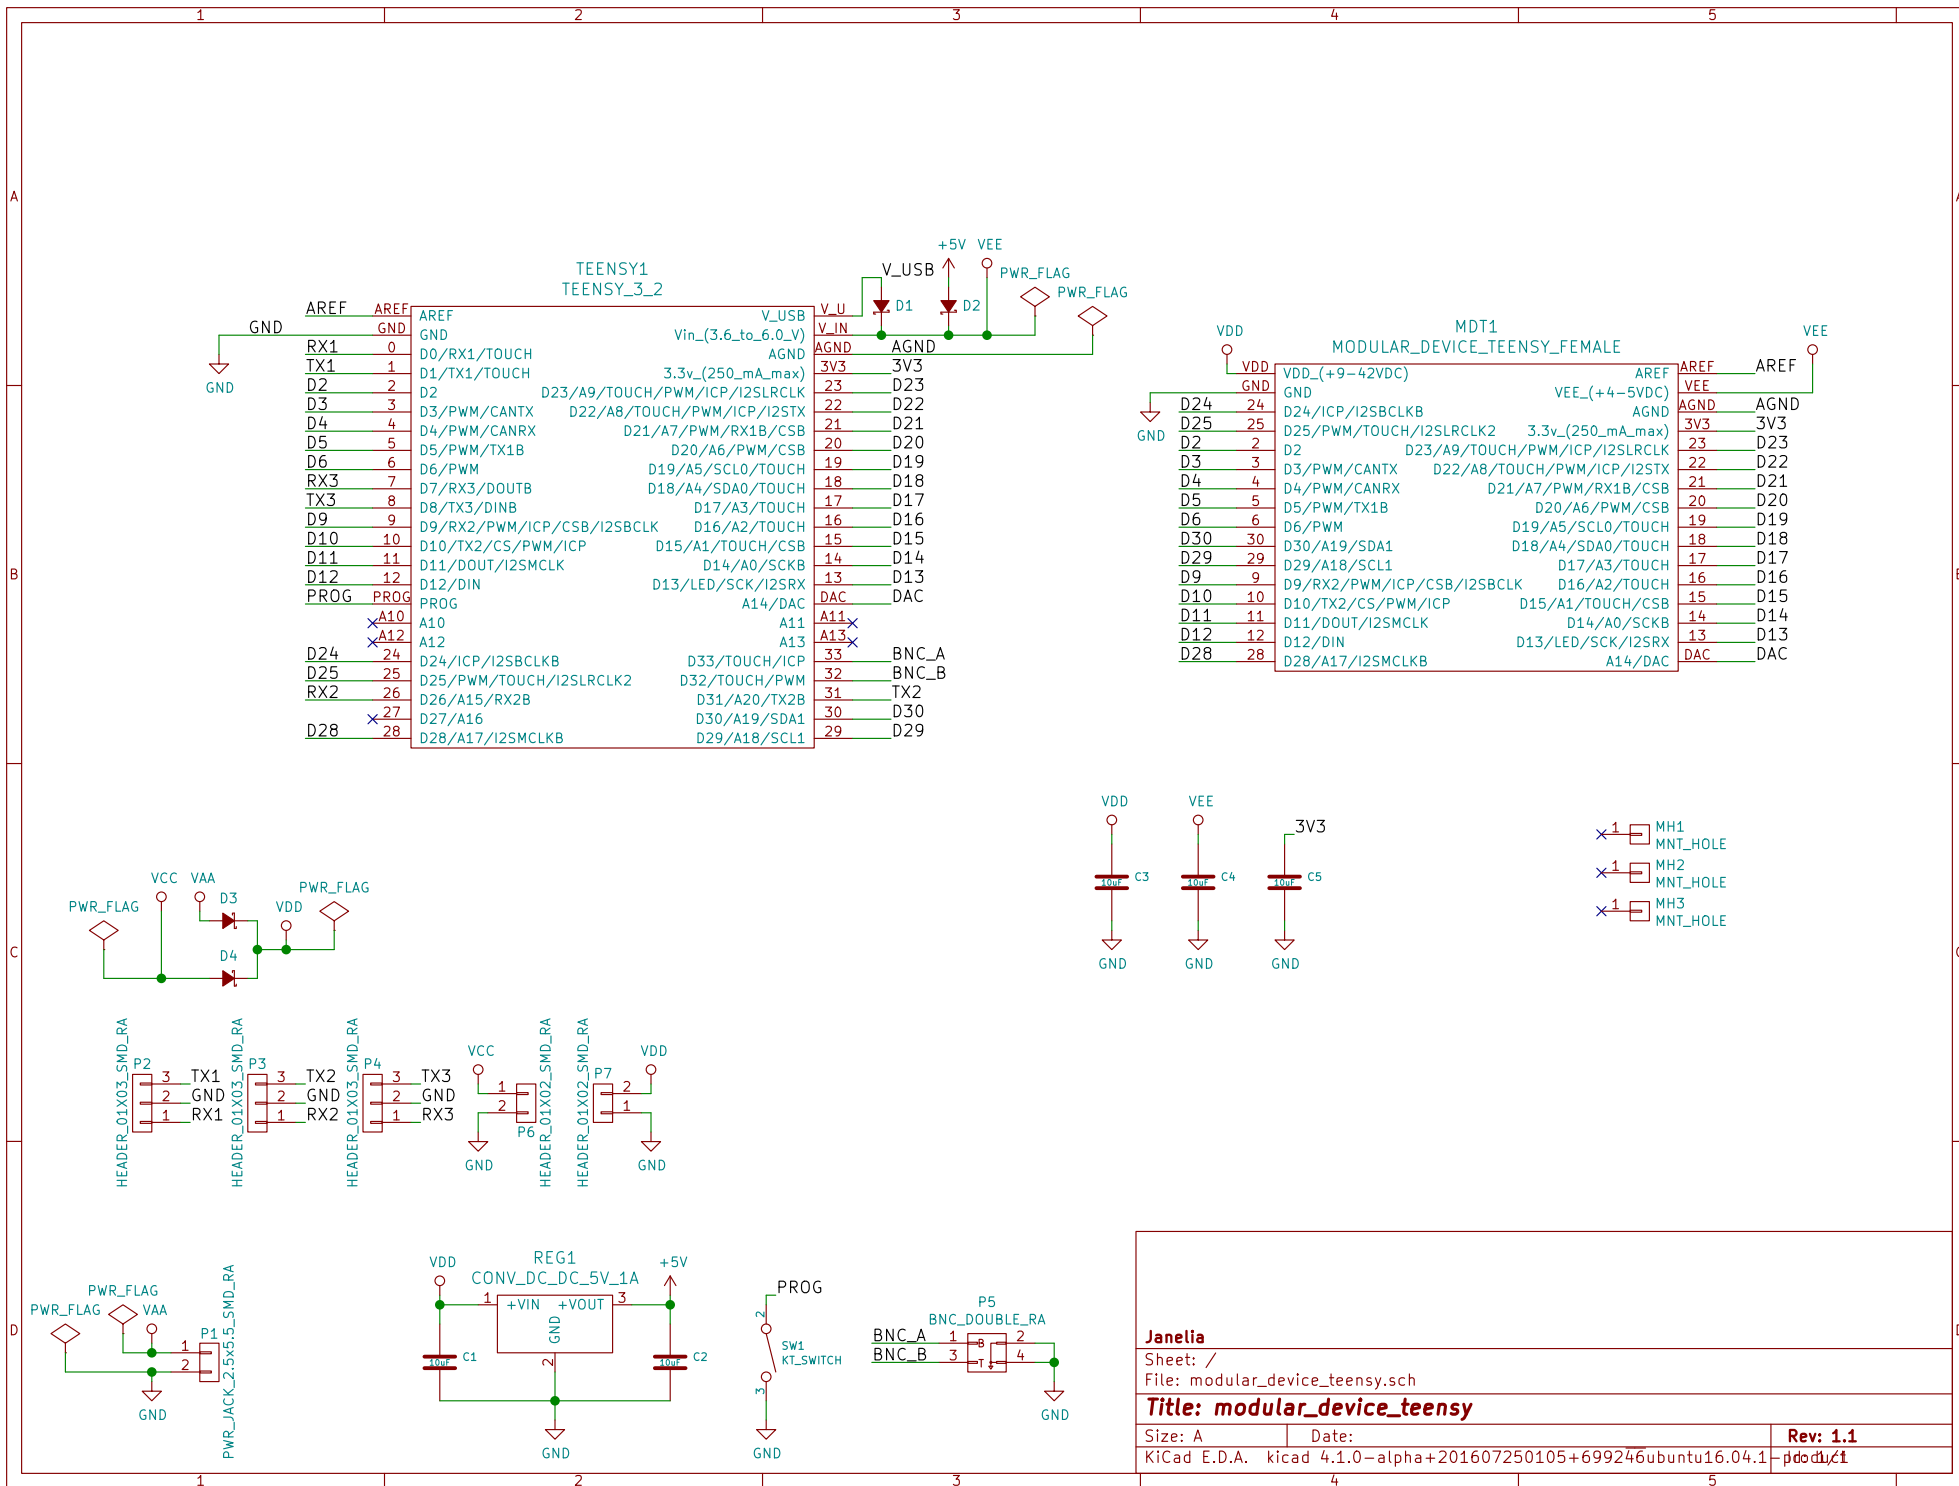 1 2 3 4 5
A
B
C
D
TEENSY1
TEENSY_3_2
AREF AREF AREF
GND GND GND
GND
RX1 0 D0/RX1/TOUCH
TX1 1 D1/TX1/TOUCH
D2 2 D2
D3 3 D3/PWM/CANTX
D4 4 D4/PWM/CANRX
D5 5 D5/PWM/TX1B
D6 6 D6/PWM
RX3 7 D7/RX3/DOUTB
TX3 8 D8/TX3/DINB
D9 9 D9/RX2/PWM/ICP/CSB/I2SBCLK
D10 10 D10/TX2/CS/PWM/ICP
D11 11 D11/DOUT/I2SMCLK
D12 12 D12/DIN
PROG PROG PROG
A10 A10
A12 A12
D24 24 D24/ICP/I2SBCLKB
D25 25 D25/PWM/TOUCH/I2SLRCLK2
RX2 26 D26/A15/RX2B
27 D27/A16
D28 28 D28/A17/I2SMCLKB
V_USB V_U V_USB
Vin_(3.6_to_6.0_V) V_IN
AGND AGND AGND
3.3v_(250_mA_max) 3V3 3V3
D23/A9/TOUCH/PWM/ICP/I2SLRCLK 23 D23
D22/A8/TOUCH/PWM/ICP/I2STX 22 D22
D21/A7/PWM/RX1B/CSB 21 D21
D20/A6/PWM/CSB 20 D20
D19/A5/SCL0/TOUCH 19 D19
D18/A4/SDA0/TOUCH 18 D18
D17/A3/TOUCH 17 D17
D16/A2/TOUCH 16 D16
D15/A1/TOUCH/CSB 15 D15
D14/A0/SCKB 14 D14
D13/LED/SCK/I2SRX 13 D13
A14/DAC DAC DAC
A11 A11
A13 A13
D33/TOUCH/ICP 33 BNC_A
D32/TOUCH/PWM 32 BNC_B
D31/A20/TX2B 31 TX2
D30/A19/SDA1 30 D30
D29/A18/SCL1 29 D29
+5V VEE
PWR_FLAG
PWR_FLAG
D1 D2
MDT1
MODULAR_DEVICE_TEENSY_FEMALE
VDD
VEE
GND
VDD VDD_(+9-42VDC)
GND GND
D24 24 D24/ICP/I2SBCLKB
D25 25 D25/PWM/TOUCH/I2SLRCLK2
D2 2 D2
D3 3 D3/PWM/CANTX
D4 4 D4/PWM/CANRX
D5 5 D5/PWM/TX1B
D6 6 D6/PWM
D30 30 D30/A19/SDA1
D29 29 D29/A18/SCL1
D9 9 D9/RX2/PWM/ICP/CSB/I2SBCLK
D10 10 D10/TX2/CS/PWM/ICP
D11 11 D11/DOUT/I2SMCLK
D12 12 D12/DIN
D28 28 D28/A17/I2SMCLKB
AREF AREF AREF
VEE_(+4-5VDC) VEE
AGND AGND AGND
3.3v_(250_mA_max) 3V3 3V3
D23/A9/TOUCH/PWM/ICP/I2SLRCLK 23 D23
D22/A8/TOUCH/PWM/ICP/I2STX 22 D22
D21/A7/PWM/RX1B/CSB 21 D21
D20/A6/PWM/CSB 20 D20
D19/A5/SCL0/TOUCH 19 D19
D18/A4/SDA0/TOUCH 18 D18
D17/A3/TOUCH 17 D17
D16/A2/TOUCH 16 D16
D15/A1/TOUCH/CSB 15 D15
D14/A0/SCKB 14 D14
D13/LED/SCK/I2SRX 13 D13
A14/DAC DAC DAC
VDD VEE 3V3
10uF C3 10uF C4 10uF C5
GND GND GND
1 MH1
MNT_HOLE
1 MH2
MNT_HOLE
1 MH3
MNT_HOLE
PWR_FLAG VCC VAA D3 VDD PWR_FLAG
D4
HEADER_01X03_SMD_RA
P2
3 TX1
2 GND
1 RX1
HEADER_01X03_SMD_RA
P3
3 TX2
2 GND
1 RX2
HEADER_01X03_SMD_RA
P4
3 TX3
2 GND
1 RX3
VCC
1
2
P6
GND
HEADER_01X02_SMD_RA
HEADER_01X02_SMD_RA
P7
VDD
2
1
GND
PWR_FLAG
PWR_FLAG VAA
P1
1
2
GND
PWR_JACK_2.5x5.5_SMD_RA
REG1
CONV_DC_DC_5V_1A
VDD +5V
1 +VIN +VOUT 3
GND
2
10uF C1 10uF C2
GND
PROG
2
SW1
KT_SWITCH
3
GND
P5
BNC_DOUBLE_RA
BNC_A 1 B 2
BNC_B 3 T 4
GND
Janelia
Sheet: /
File: modular_device_teensy.sch
Title: modular_device_teensy
Size: A Date: Rev: 1.1
KiCad E.D.A. kicad 4.1.0-alpha+201607250105+699246ubuntu16.04.1-product
Id: 1/1
1 2 3 4 5